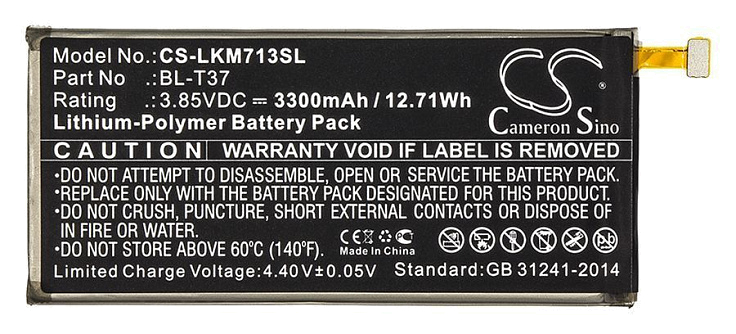 Model No.: CS-LKM713SL
Part No : BL-T37
Rating : 3.85VDC ⎓ 3300mAh / 12.71Wh
Lithium-Polymer Battery Pack
CS
Cameron Sino
CAUTION WARRANTY VOID IF LABEL IS REMOVED
•DO NOT ATTEMPT TO DISASSEMBLE, OPEN OR SERVICE THE BATTERY PACK.
•REPLACE ONLY WITH BATTERY PACK DESIGNATED FOR YOUR DEVICE.
•DO NOT CRUSH, PUNCTURE, SHORT EXTERNAL CONTACTS OR DISPOSE OF IN FIRE OR WATER.
•DO NOT STORE ABOVE 60℃ (140℉).
CE
Made In China
Limited Charge Voltage: 4.40V±0.05V
Standard: GB 31241-2014